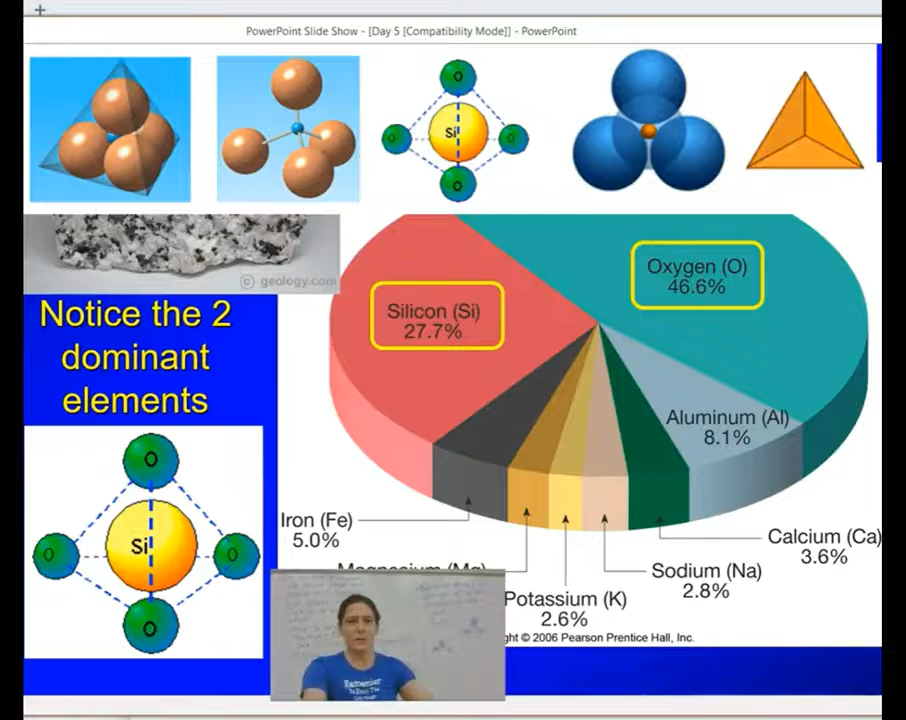 PowerPoint Slide Show - [Day 5 [Compatibility Mode]] - PowerPoint
O
O
Si
O
O
© geology.com
Oxygen (O)
46.6%
Silicon (Si)
27.7%
Notice the 2
dominant
elements
Aluminum (Al)
8.1%
O
O
Si
O
O
Iron (Fe)
5.0%
Calcium (Ca)
3.6%
Magnesium (Mg)
Sodium (Na)
2.8%
Potassium (K)
2.6%
ght © 2006 Pearson Prentice Hall, Inc.
Remember